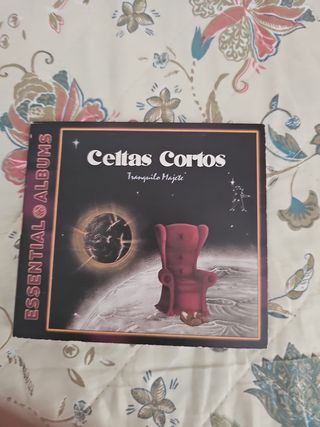 ESSENTIAL ALBUMS
Celtas Cortos
Tranquilo Majete